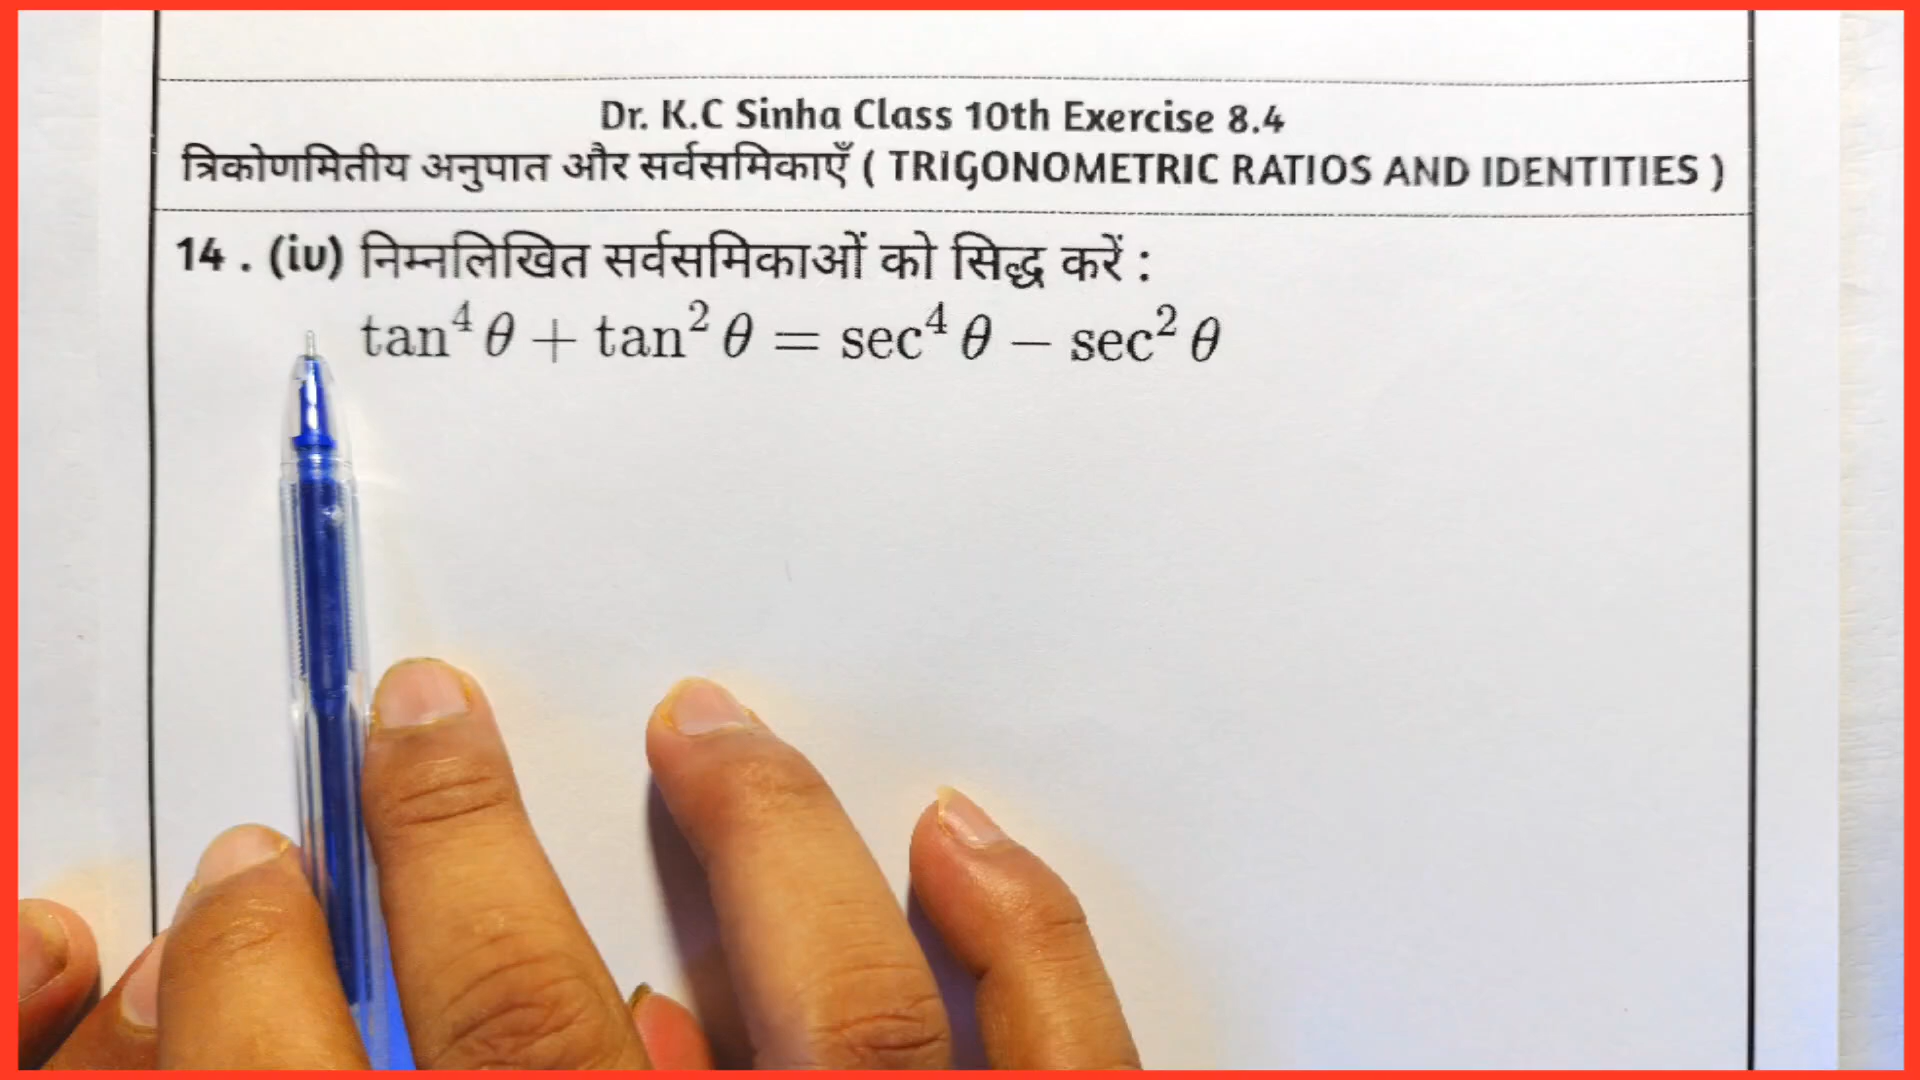 Dr. K.C Sinha Class 10th Exercise 8.4
त्रिकोणमितीय अनुपात और सर्वसमिकाएँ ( TRIGONOMETRIC RATIOS AND IDENTITIES )
14 . (iv) निम्नलिखित सर्वसमिकाओं को सिद्ध करें :
tan⁴ θ + tan² θ = sec⁴ θ − sec² θ